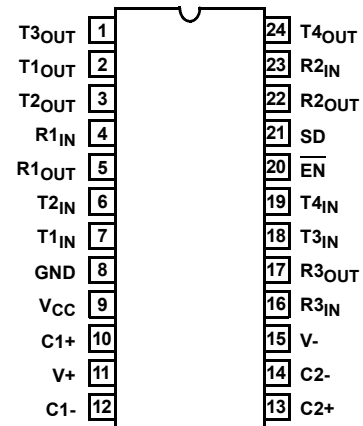 T3OUT 1 24 T4OUT
T1OUT 2 23 R2IN
T2OUT 3 22 R2OUT
R1IN 4 21 SD
R1OUT 5 20 EN
T2IN 6 19 T4IN
T1IN 7 18 T3IN
GND 8 17 R3OUT
VCC 9 16 R3IN
C1+ 10 15 V-
V+ 11 14 C2-
C1- 12 13 C2+